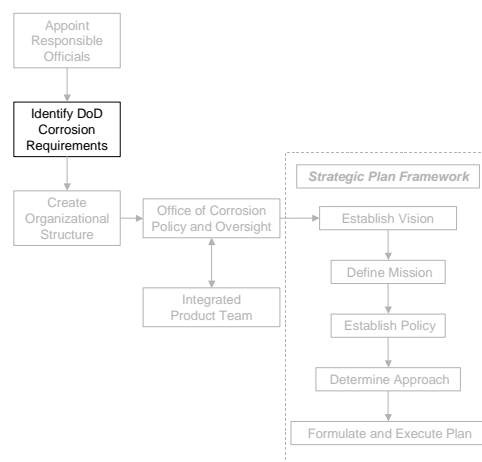 Appoint
Responsible
Officials
Identify DoD
Corrosion
Requirements
Create
Organizational
Structure
Office of Corrosion
Policy and Oversight
Integrated
Product Team
Strategic Plan Framework
Establish Vision
Define Mission
Establish Policy
Determine Approach
Formulate and Execute Plan